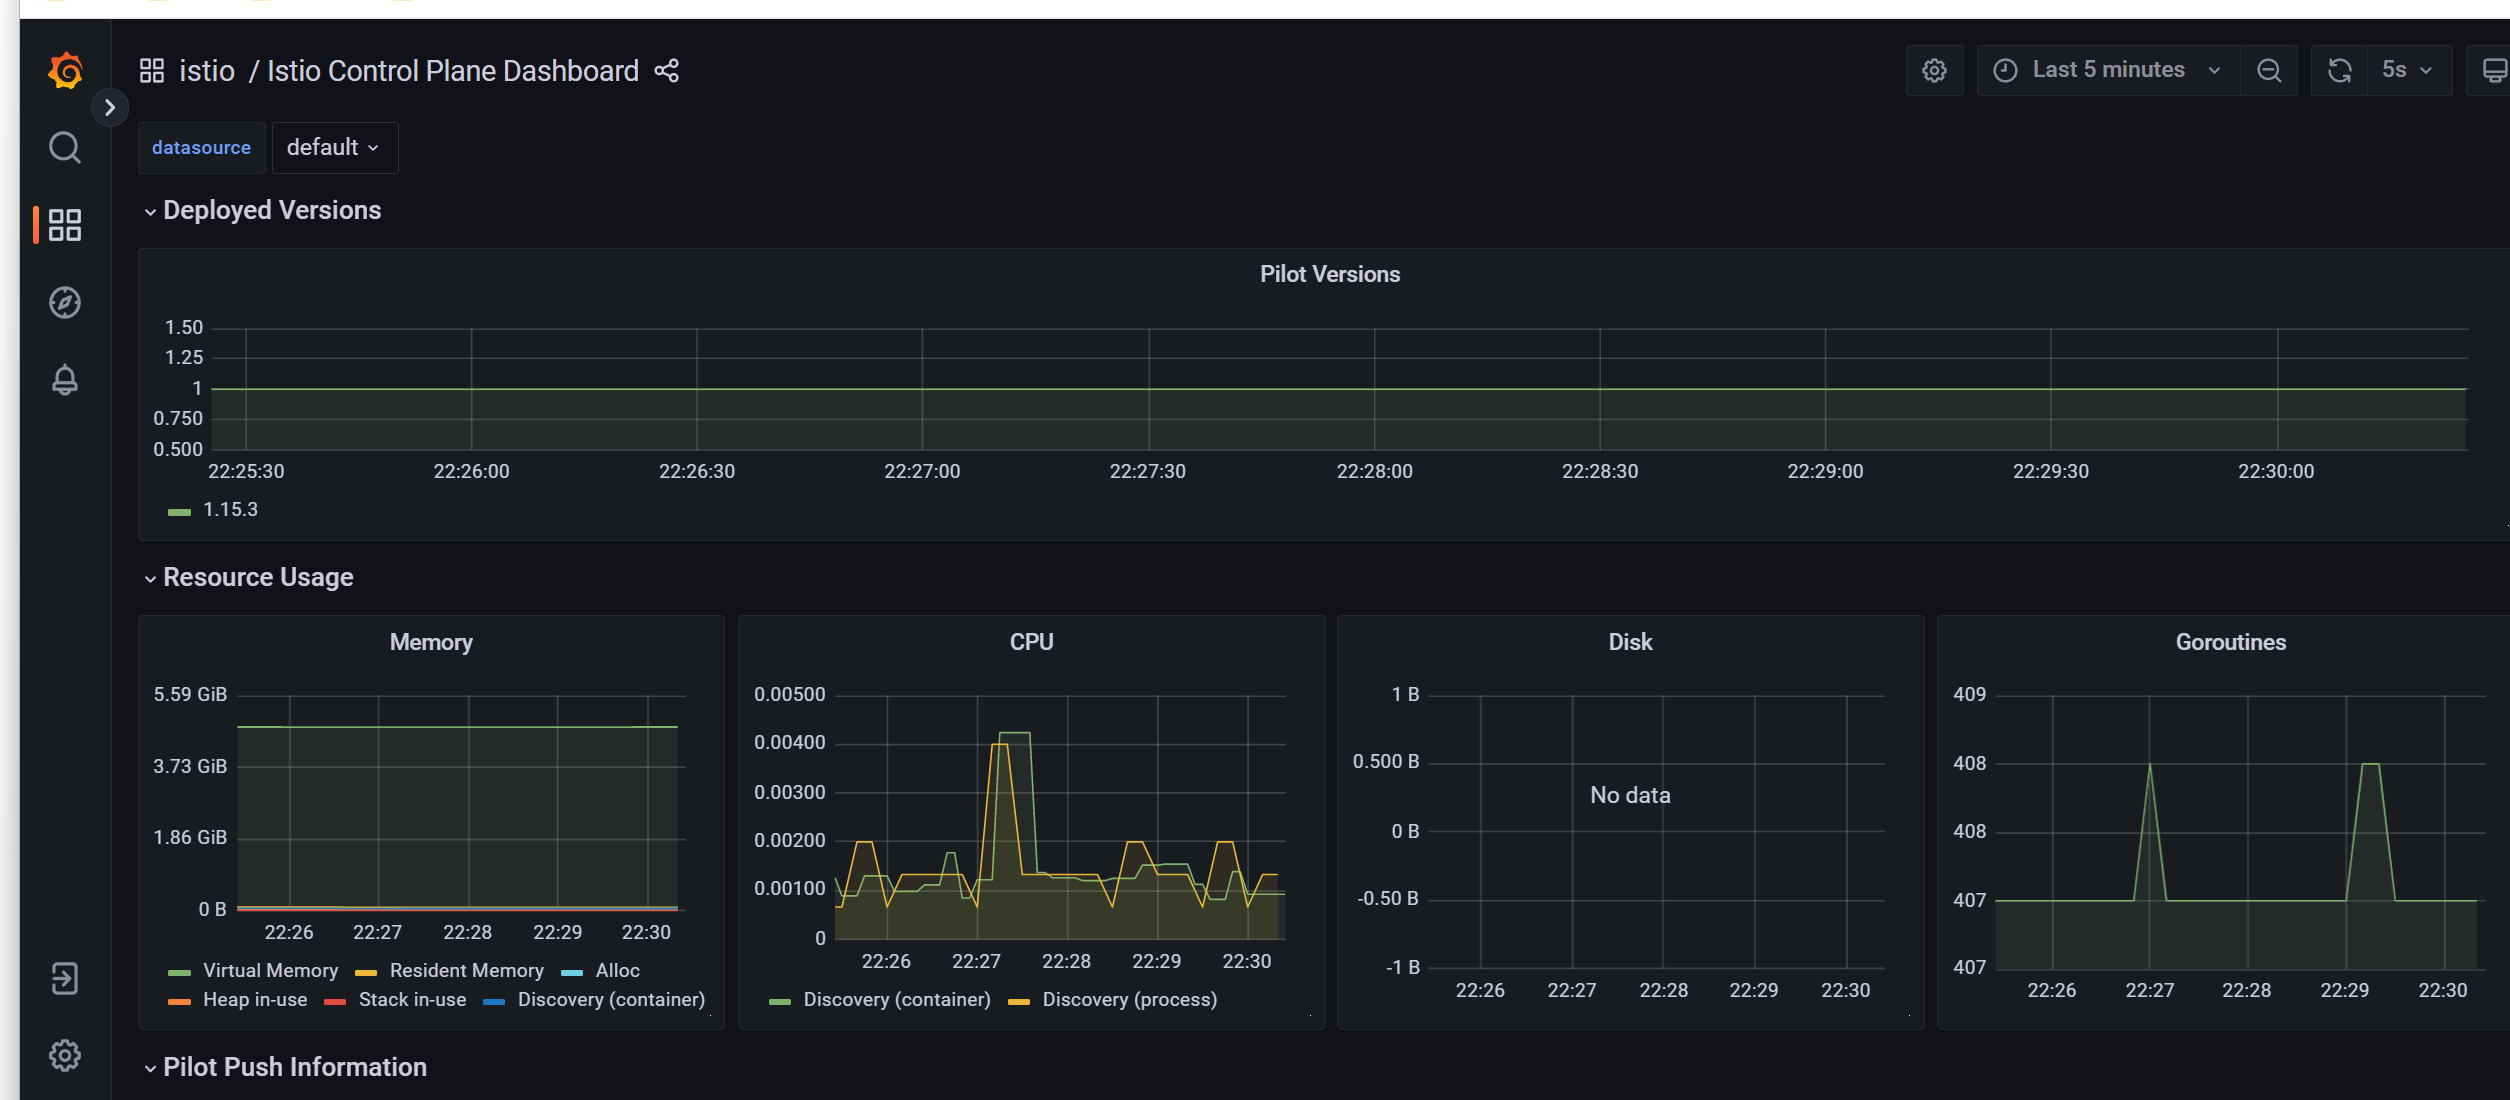 istio / Istio Control Plane Dashboard
Last 5 minutes
5s
datasource
default
Deployed Versions
Pilot Versions
1.50
1.25
1
0.750
0.500
22:25:30 22:26:00 22:26:30 22:27:00 22:27:30 22:28:00 22:28:30 22:29:00 22:29:30 22:30:00
1.15.3
Resource Usage
Memory
5.59 GiB
3.73 GiB
1.86 GiB
0 B
22:26 22:27 22:28 22:29 22:30
Virtual Memory Resident Memory Alloc
Heap in-use Stack in-use Discovery (container)
CPU
0.00500
0.00400
0.00300
0.00200
0.00100
0
22:26 22:27 22:28 22:29 22:30
Discovery (container) Discovery (process)
Disk
1 B
0.500 B
No data
0 B
-0.50 B
-1 B
22:26 22:27 22:28 22:29 22:30
Goroutines
409
408
408
407
407
22:26 22:27 22:28 22:29 22:30
Pilot Push Information